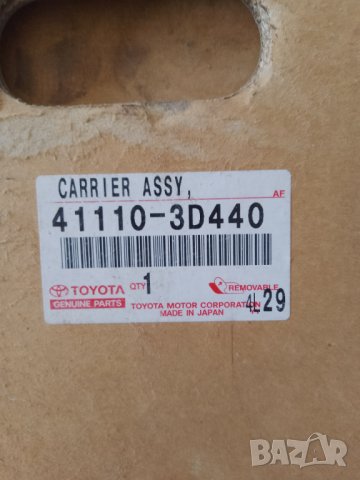 CARRIER ASSY,
AF
41110-3D440
TOYOTA
GENUINE PARTS
QTY 1
REMOVABLE
TOYOTA MOTOR CORPORATION
MADE IN JAPAN
4L29
BAZAR
bg